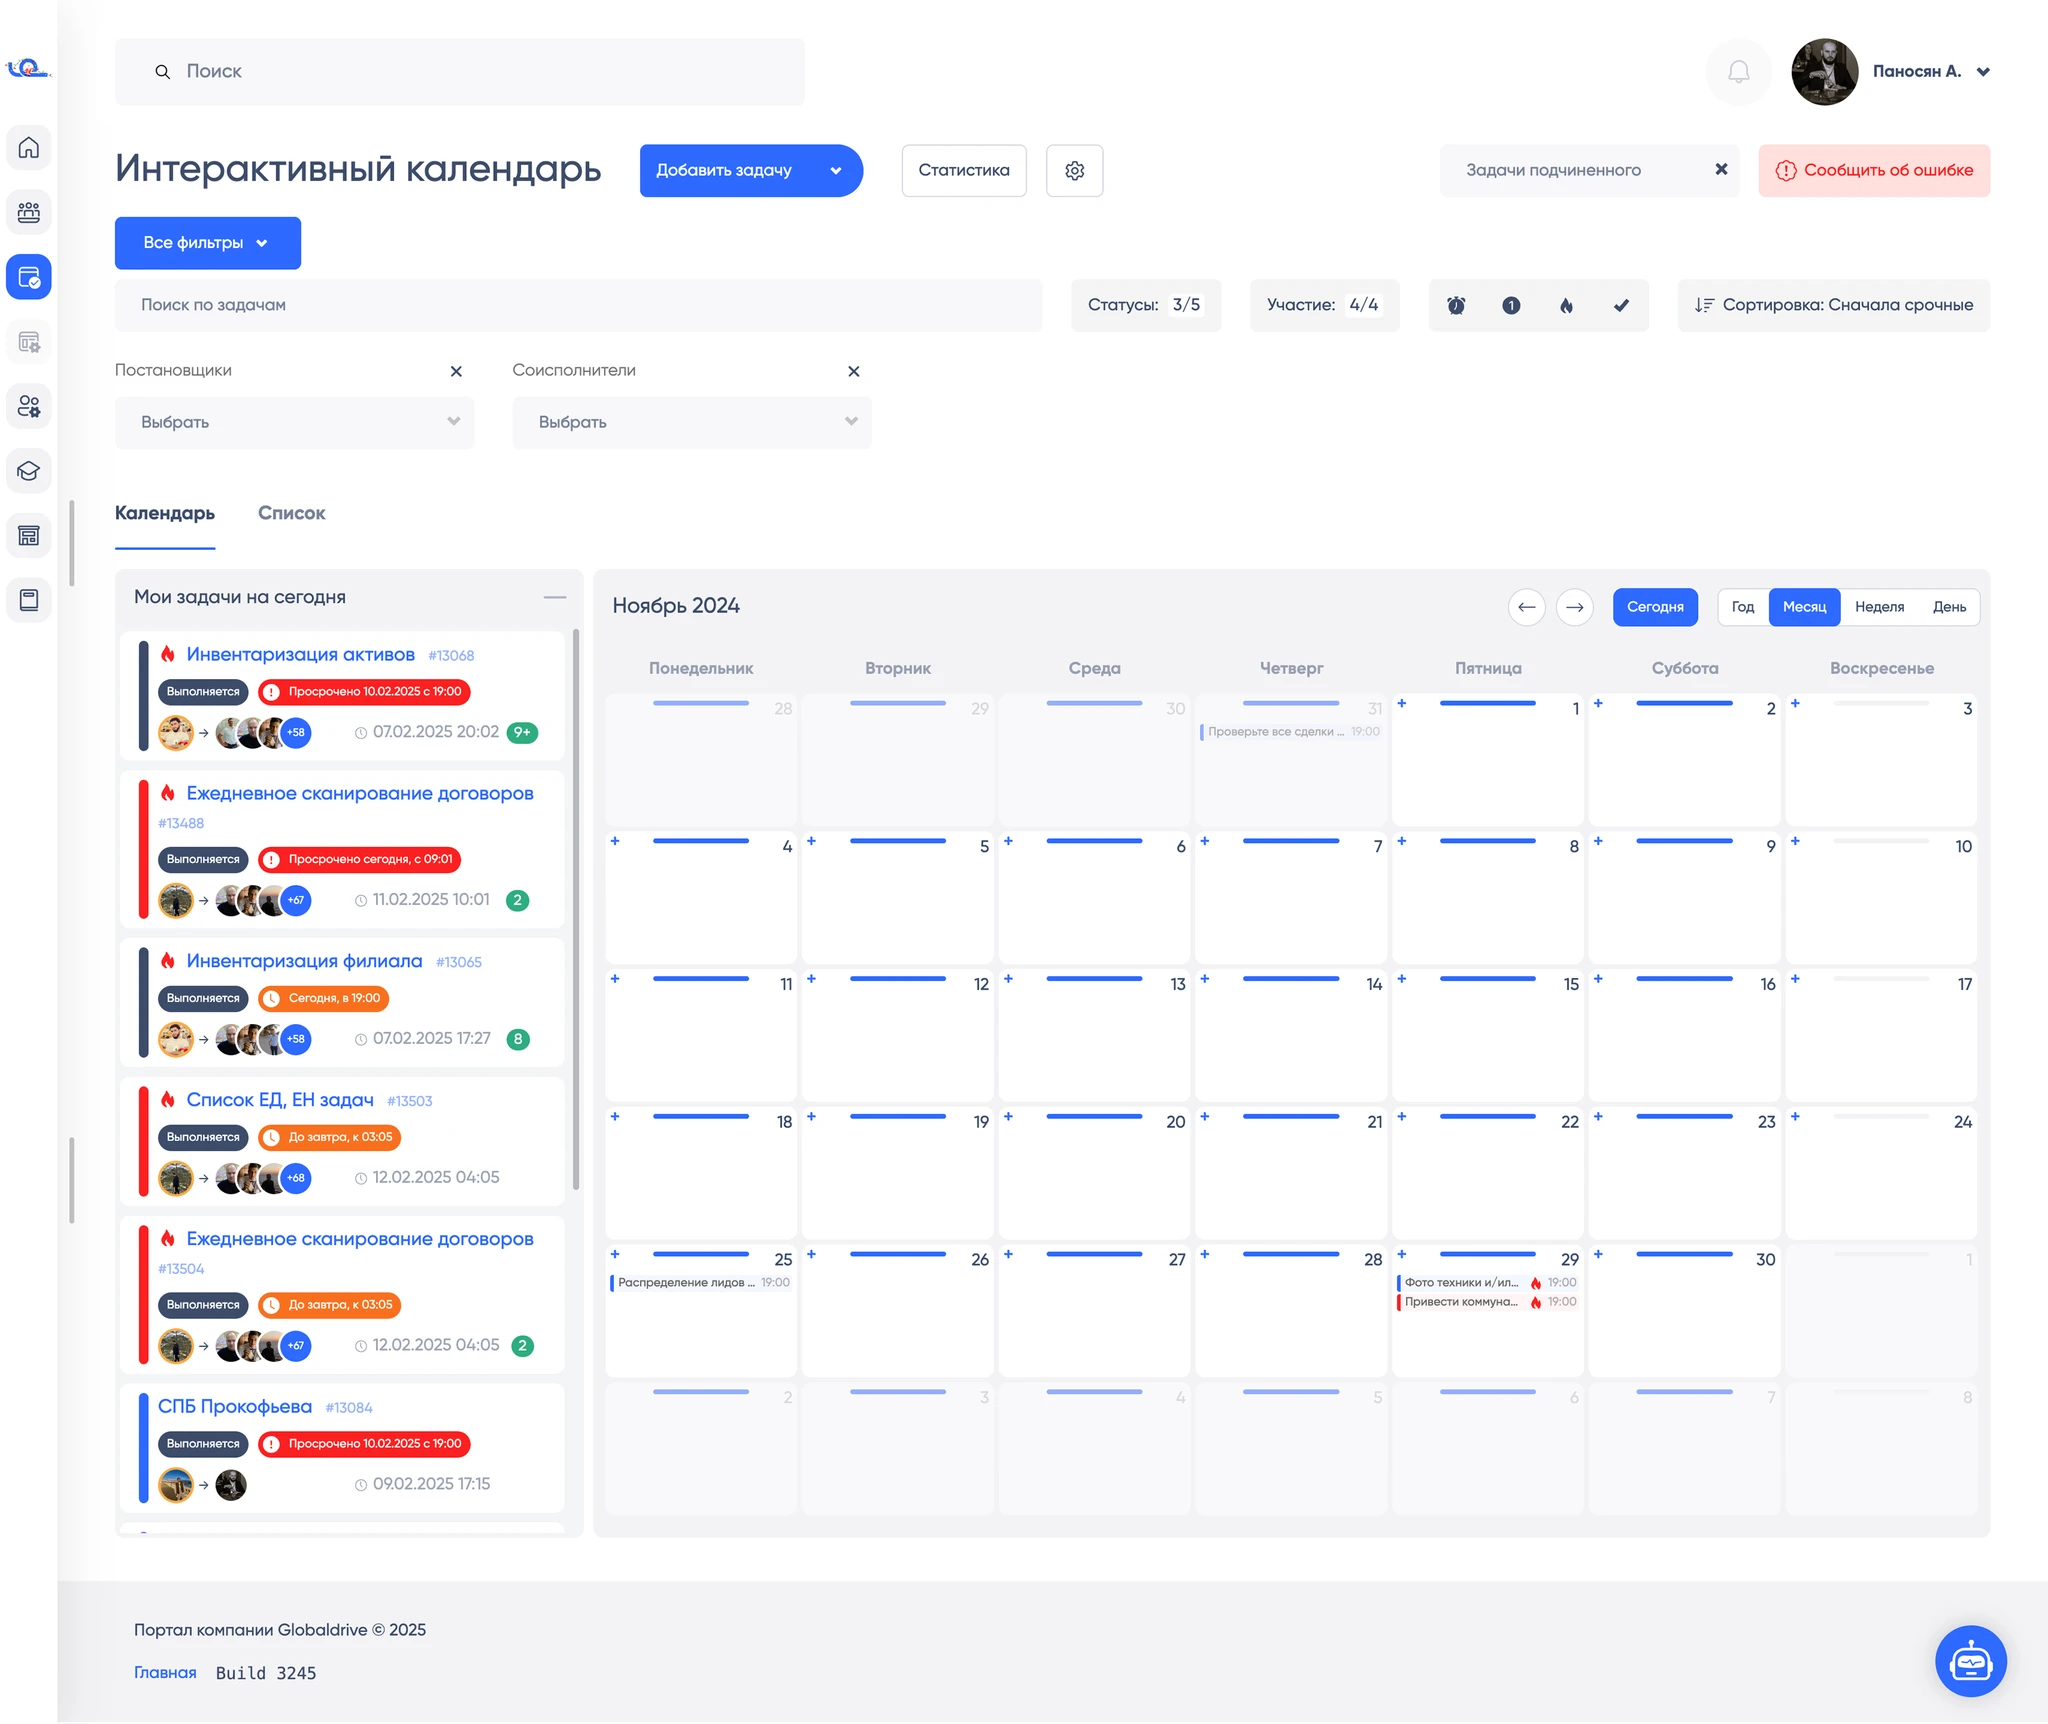 Поиск
Паносян А.
Интерактивный календарь
Добавить задачу
Статистика
Задачи подчиненного
Сообщить об ошибке
Все фильтры
Поиск по задачам
Статусы: 3/5
Участие: 4/4
1
Сортировка: Сначала срочные
Постановщики
Соисполнители
Выбрать
Выбрать
Календарь
Список
Мои задачи на сегодня
Инвентаризация активов #13068
Выполняется
Просрочено 10.02.2025 с 19:00
+58
07.02.2025 20:02
9+
Ежедневное сканирование договоров
#13488
Выполняется
Просрочено сегодня, с 09:01
+67
11.02.2025 10:01
2
Инвентаризация филиала #13065
Выполняется
Сегодня, в 19:00
+58
07.02.2025 17:27
8
Список ЕД, ЕН задач #13503
Выполняется
До завтра, к 03:05
+68
12.02.2025 04:05
Ежедневное сканирование договоров
#13504
Выполняется
До завтра, к 03:05
+67
12.02.2025 04:05
2
СПБ Прокофьева #13084
Выполняется
Просрочено 10.02.2025 с 19:00
09.02.2025 17:15
Ноябрь 2024
Сегодня
Год
Месяц
Неделя
День
Понедельник Вторник Среда Четверг Пятница Суббота Воскресенье
28 29 30 31 + 1 + 2 + 3
Проверьте все сделки ... 19:00
+ 4 + 5 + 6 + 7 + 8 + 9 + 10
+ 11 + 12 + 13 + 14 + 15 + 16 + 17
+ 18 + 19 + 20 + 21 + 22 + 23 + 24
+ 25 + 26 + 27 + 28 + 29 + 30 1
Распределение лидов ... 19:00
Фото техники и/ил... 19:00
Привести коммуна... 19:00
2 3 4 5 6 7 8
Портал компании Globaldrive © 2025
Главная Build 3245